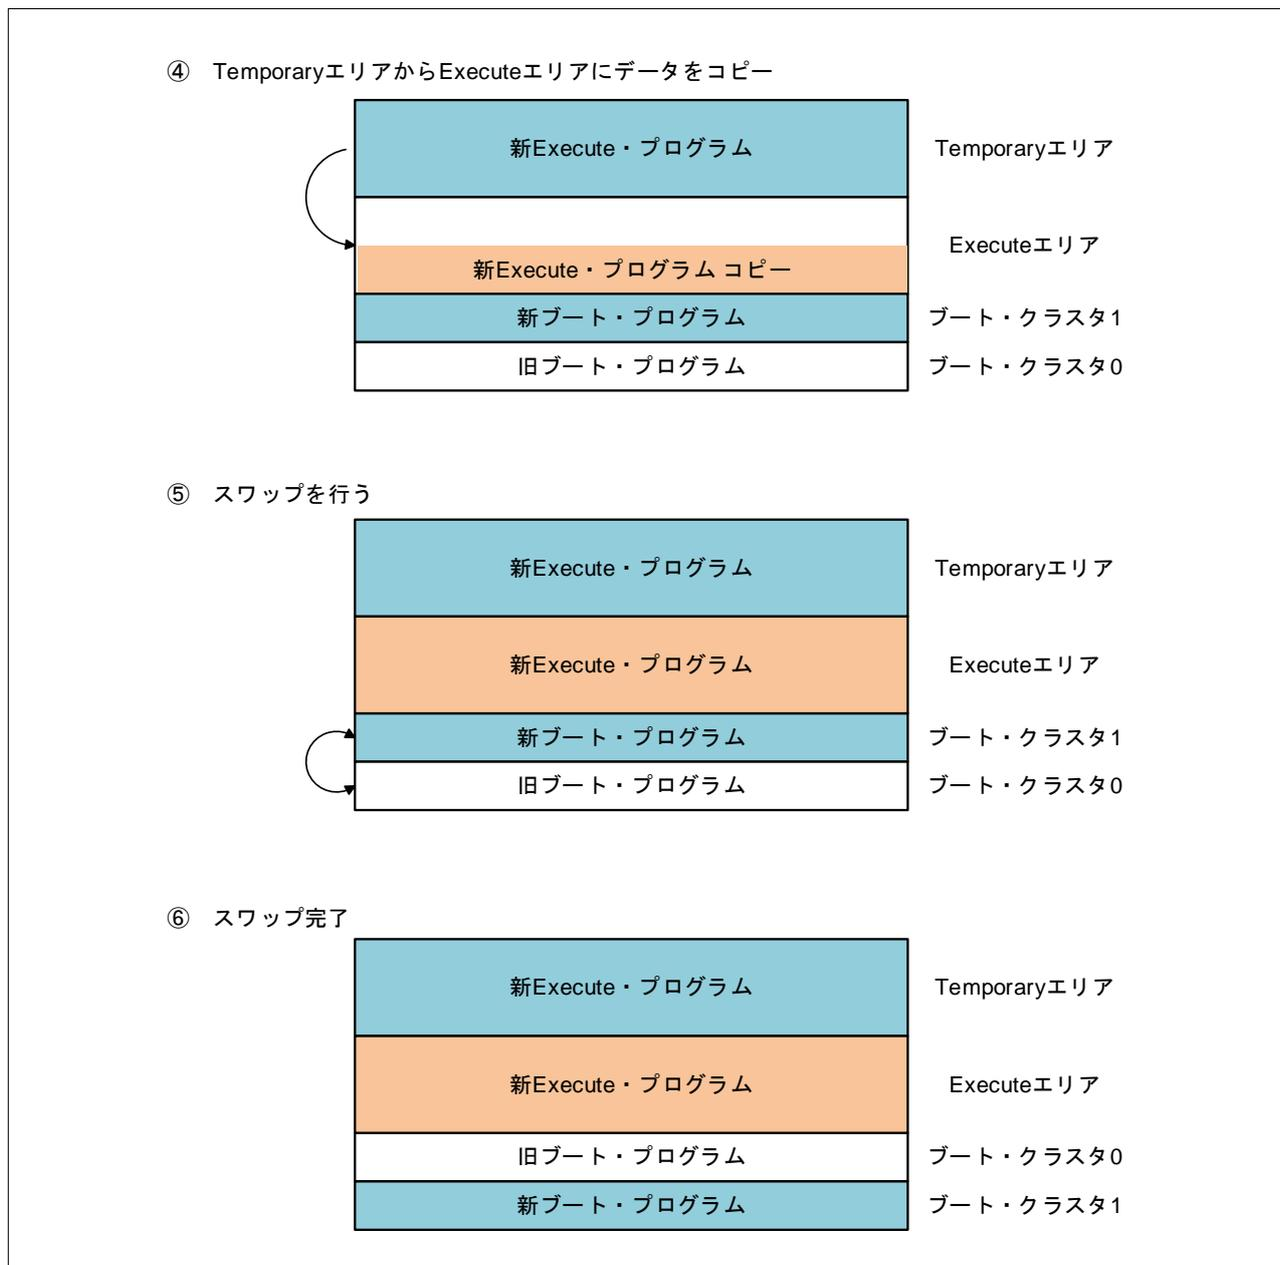 ④ TemporaryエリアからExecuteエリアにデータをコピー
新Execute・プログラム Temporaryエリア
Executeエリア
新Execute・プログラム コピー
新ブート・プログラム ブート・クラスタ1
旧ブート・プログラム ブート・クラスタ0
⑤ スワップを行う
新Execute・プログラム Temporaryエリア
新Execute・プログラム Executeエリア
新ブート・プログラム ブート・クラスタ1
旧ブート・プログラム ブート・クラスタ0
⑥ スワップ完了
新Execute・プログラム Temporaryエリア
新Execute・プログラム Executeエリア
旧ブート・プログラム ブート・クラスタ0
新ブート・プログラム ブート・クラスタ1